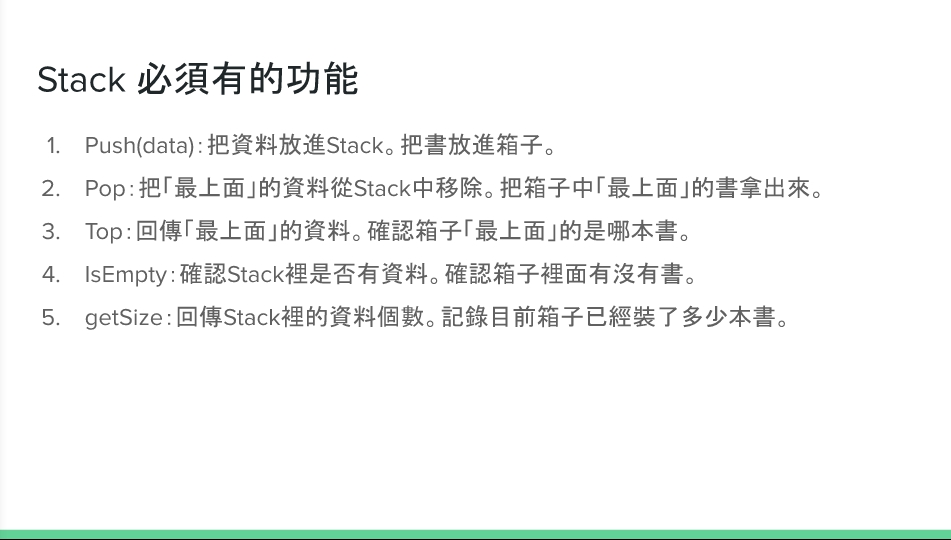 Stack 必須有的功能
1. Push(data)：把資料放進Stack。把書放進箱子。
2. Pop：把「最上面」的資料從Stack中移除。把箱子中「最上面」的書拿出來。
3. Top：回傳「最上面」的資料。確認箱子「最上面」的是哪本書。
4. IsEmpty：確認Stack裡是否有資料。確認箱子裡面有沒有書。
5. getSize：回傳Stack裡的資料個數。記錄目前箱子已經裝了多少本書。